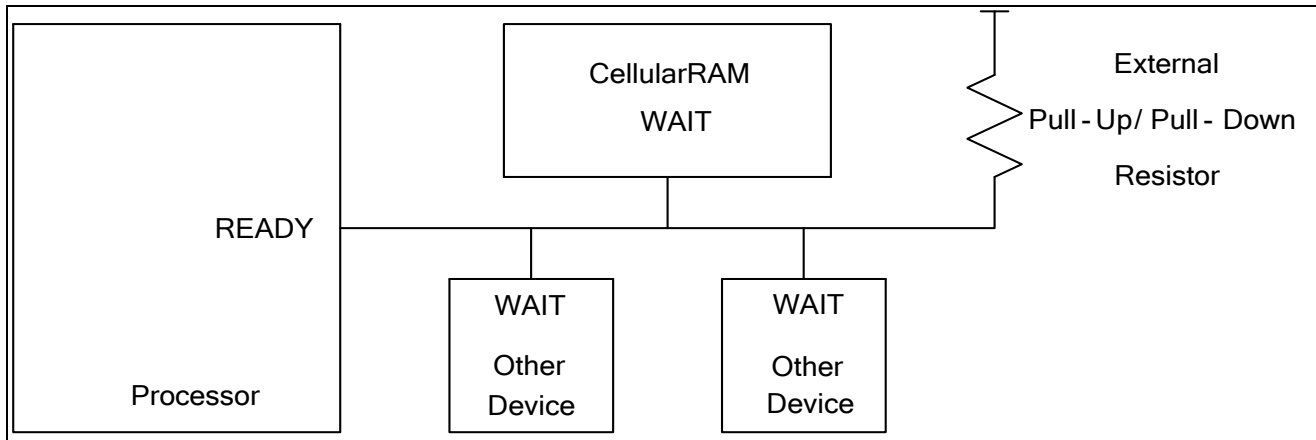 CellularRAM
WAIT
External
Pull-Up/ Pull- Down
Resistor
READY
Processor
WAIT
Other
Device
WAIT
Other
Device